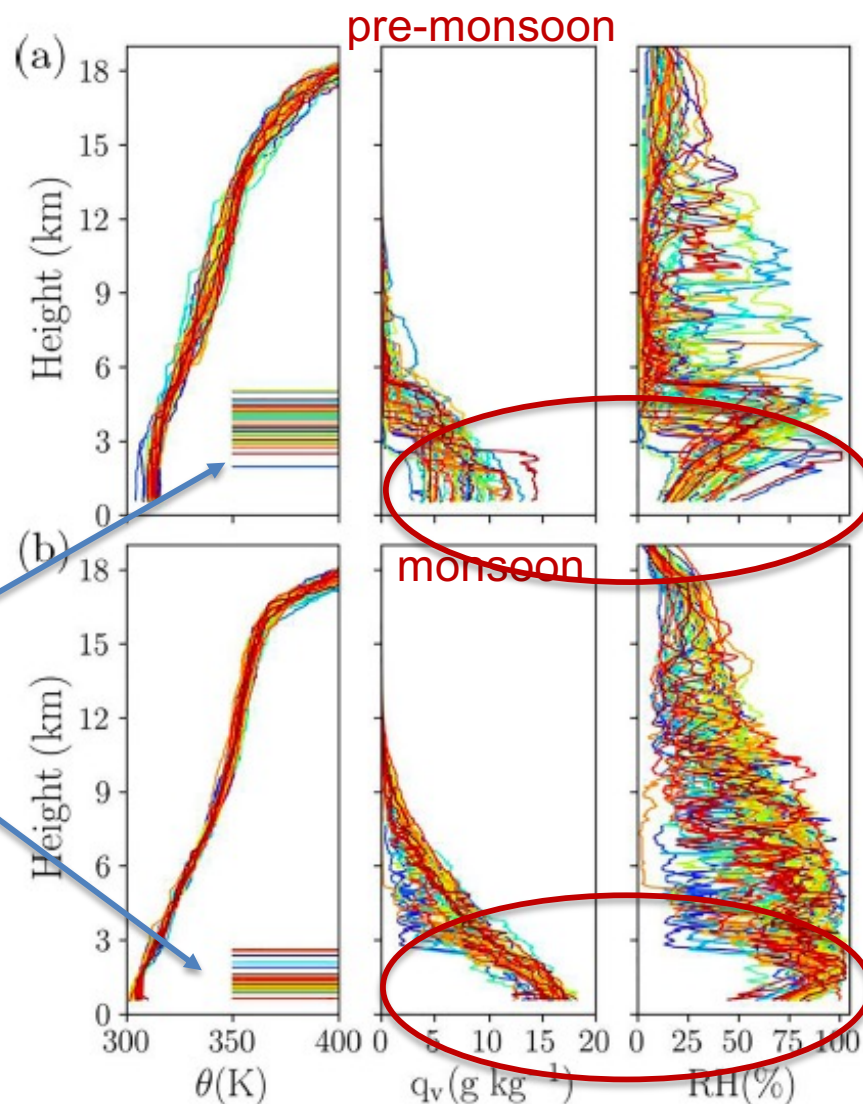 pre-monsoon
(a)
18
15
12
9
6
3
0
Height (km)
(b)
monsoon
18
15
12
9
6
3
0
Height (km)
300 350 400
0 5 10 15 20
0 25 50 75 100
θ(K)
qᵥ(g kg⁻¹)
RH(%)